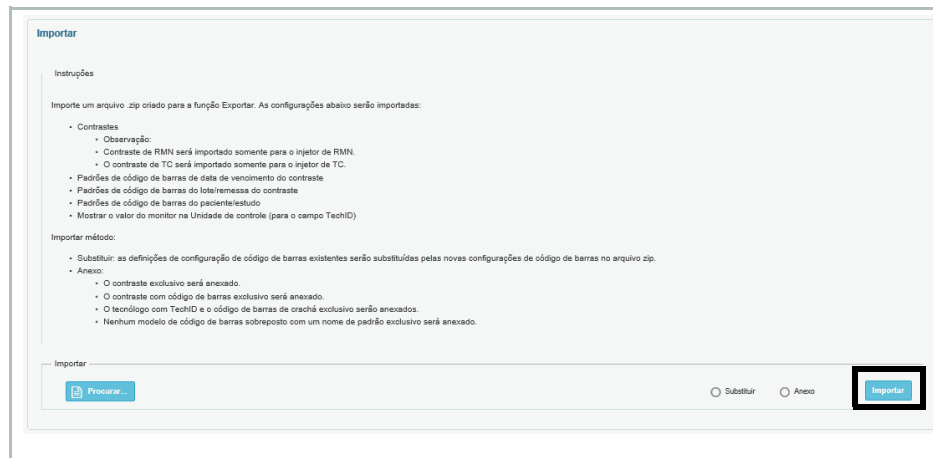 Importar
Instruções
Importe um arquivo .zip criado para a função Exportar. As configurações abaixo serão importadas:
• Contrastes
• Observação:
• Contraste de RMN será importado somente para o injetor de RMN.
• O contraste de TC será importado somente para o injetor de TC.
• Padrões de código de barras de data de vencimento do contraste
• Padrões de código de barras do lote/remessa do contraste
• Padrões de código de barras do paciente/estudo
• Mostrar o valor do monitor na Unidade de controle (para o campo TechID)
Importar método:
• Substituir: as definições de configuração de código de barras existentes serão substituídas pelas novas configurações de código de barras no arquivo zip.
• Anexo:
• O contraste exclusivo será anexado.
• O contraste com código de barras exclusivo será anexado.
• O tecnólogo com TechID e o código de barras de crachá exclusivo serão anexados.
• Nenhum modelo de código de barras sobreposto com um nome de padrão exclusivo será anexado.
Importar
Procurar... Substituir Anexo Importar